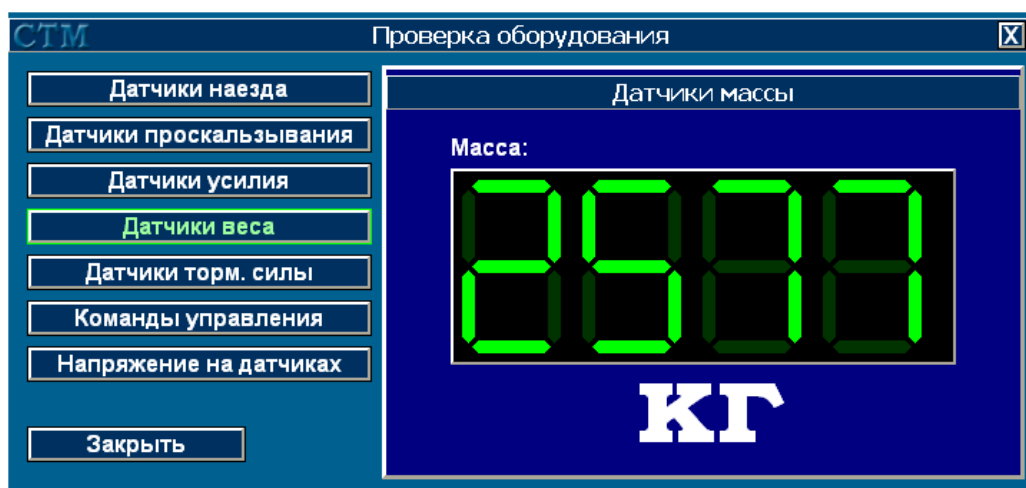 СТМ Проверка оборудования X
Датчики наезда
Датчики проскальзывания
Датчики усилия
Датчики веса
Датчики торм. силы
Команды управления
Напряжение на датчиках
Закрыть
Датчики массы
Масса:
2577
КГ